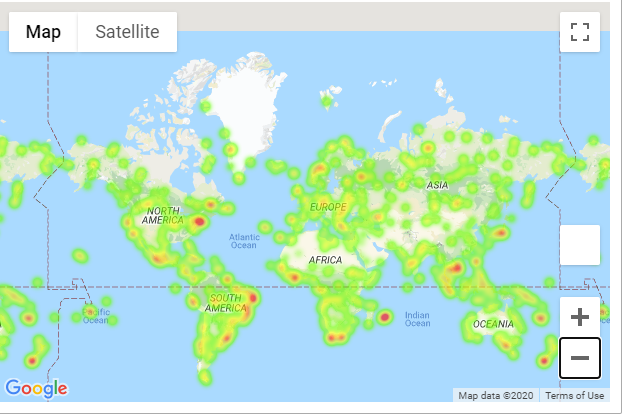 Map
Satellite
ASIA
NORTH
AMERICA
EUROPE
Atlantic
Ocean
AFRICA
SOUTH
AMERICA
Pacific
Ocean
Indian
Ocean
OCEANIA
+
−
Google
Map data ©2020
Terms of Use